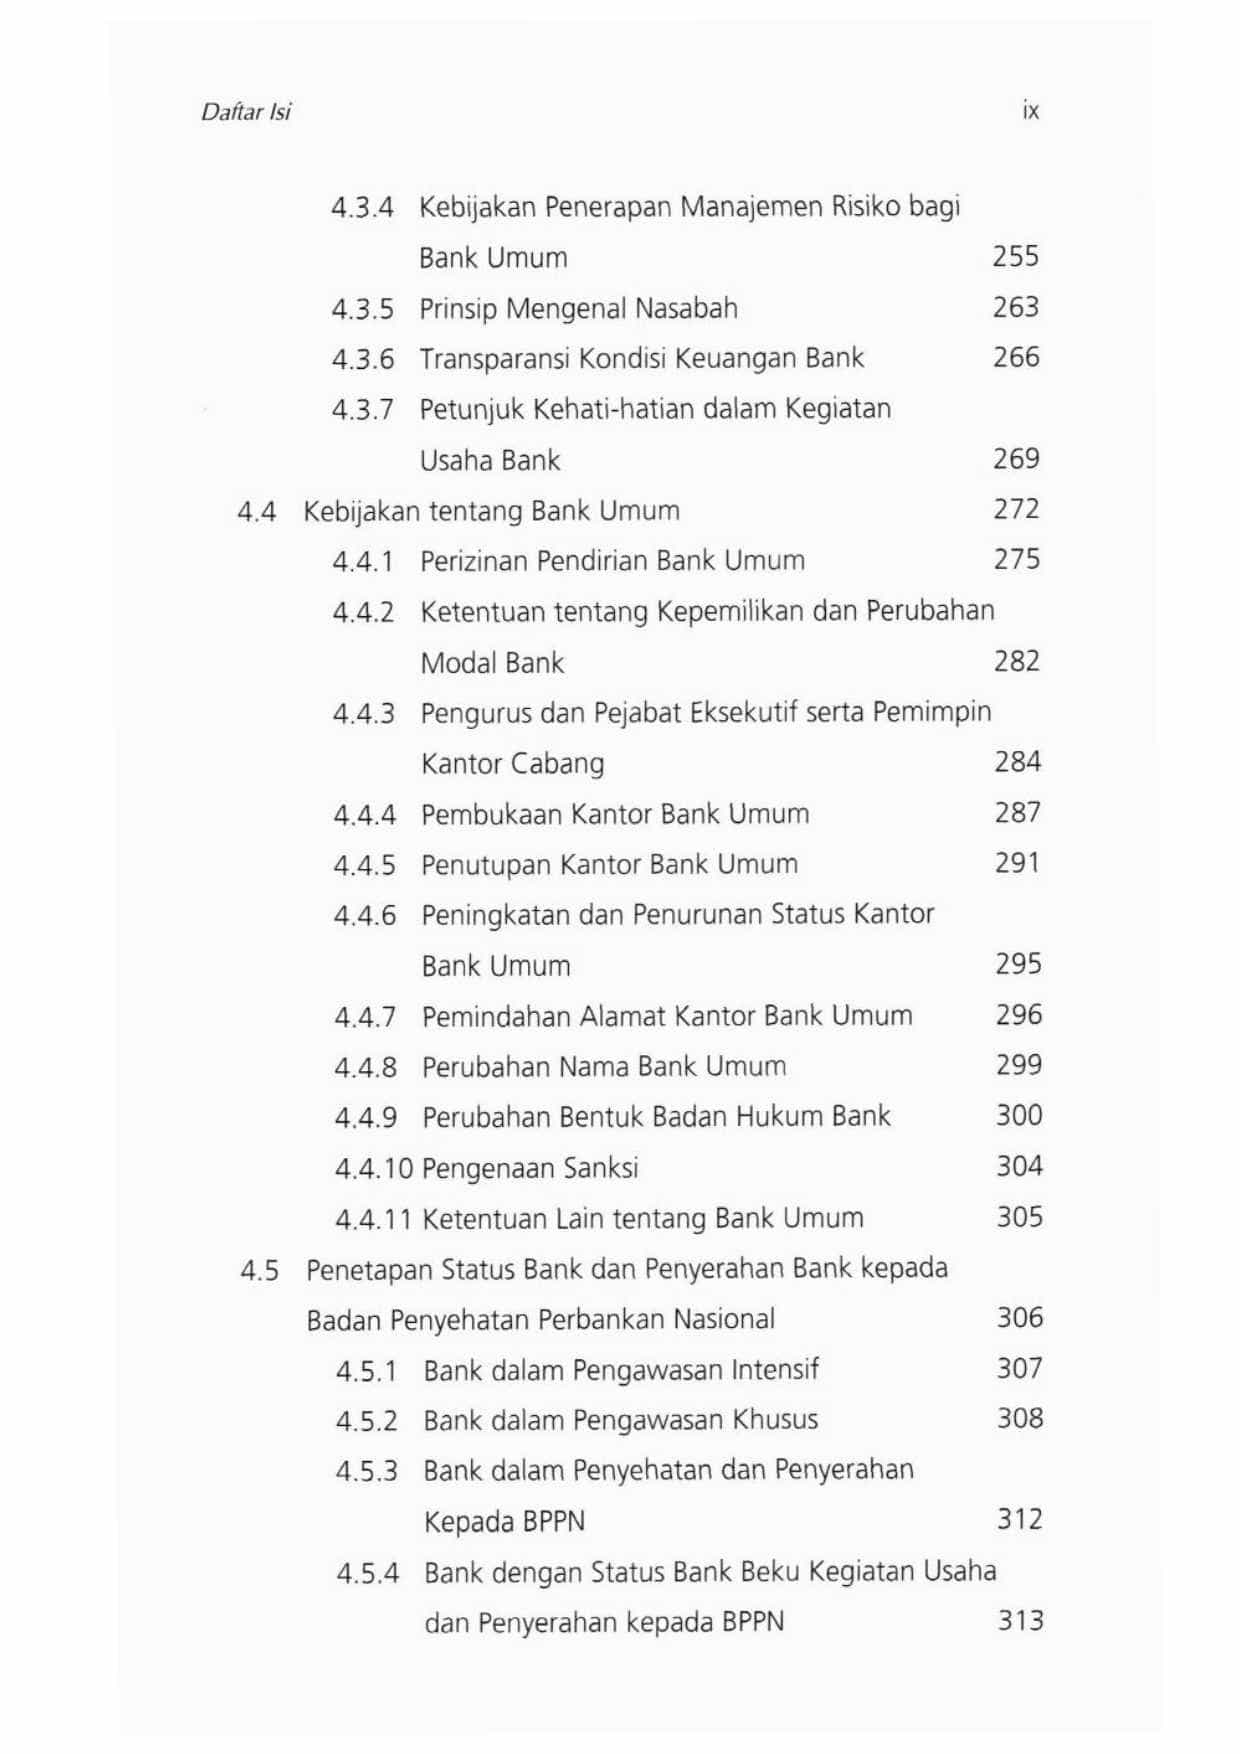 Daftar Isi ix
4.3.4 Kebijakan Penerapan Manajemen Risiko bagi
Bank Umum 255
4.3.5 Prinsip Mengenal Nasabah 263
4.3.6 Transparansi Kondisi Keuangan Bank 266
4.3.7 Petunjuk Kehati-hatian dalam Kegiatan
Usaha Bank 269
4.4 Kebijakan tentang Bank Umum 272
4.4.1 Perizinan Pendirian Bank Umum 275
4.4.2 Ketentuan tentang Kepemilikan dan Perubahan
Modal Bank 282
4.4.3 Pengurus dan Pejabat Eksekutif serta Pemimpin
Kantor Cabang 284
4.4.4 Pembukaan Kantor Bank Umum 287
4.4.5 Penutupan Kantor Bank Umum 291
4.4.6 Peningkatan dan Penurunan Status Kantor
Bank Umum 295
4.4.7 Pemindahan Alamat Kantor Bank Umum 296
4.4.8 Perubahan Nama Bank Umum 299
4.4.9 Perubahan Bentuk Badan Hukum Bank 300
4.4.10 Pengenaan Sanksi 304
4.4.11 Ketentuan Lain tentang Bank Umum 305
4.5 Penetapan Status Bank dan Penyerahan Bank kepada
Badan Penyehatan Perbankan Nasional 306
4.5.1 Bank dalam Pengawasan Intensif 307
4.5.2 Bank dalam Pengawasan Khusus 308
4.5.3 Bank dalam Penyehatan dan Penyerahan
Kepada BPPN 312
4.5.4 Bank dengan Status Bank Beku Kegiatan Usaha
dan Penyerahan kepada BPPN 313